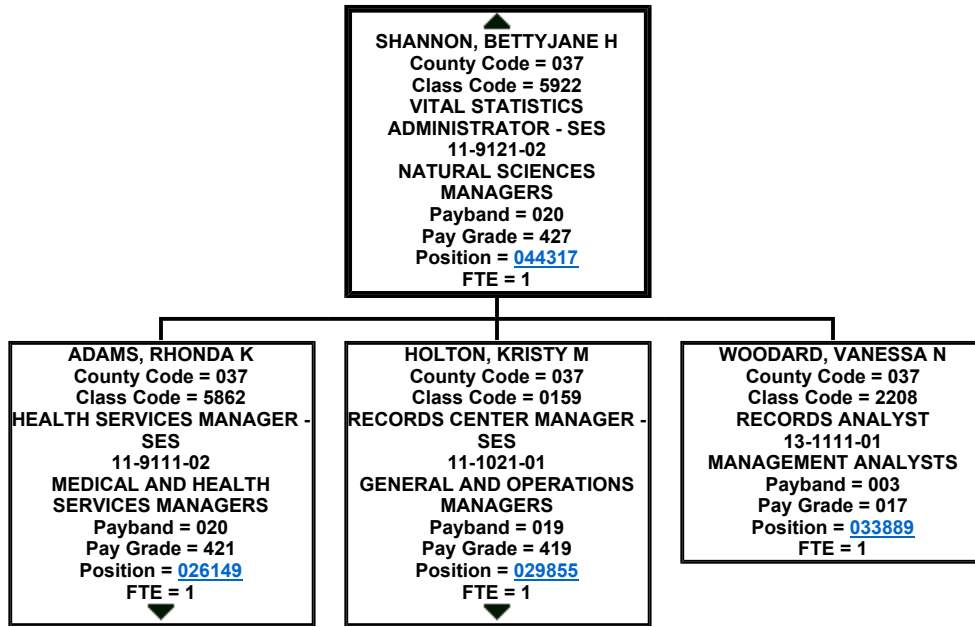 SHANNON, BETTYJANE H
County Code = 037
Class Code = 5922
VITAL STATISTICS
ADMINISTRATOR - SES
11-9121-02
NATURAL SCIENCES
MANAGERS
Payband = 020
Pay Grade = 427
Position = 044317
FTE = 1
ADAMS, RHONDA K
County Code = 037
Class Code = 5862
HEALTH SERVICES MANAGER -
SES
11-9111-02
MEDICAL AND HEALTH
SERVICES MANAGERS
Payband = 020
Pay Grade = 421
Position = 026149
FTE = 1
HOLTON, KRISTY M
County Code = 037
Class Code = 0159
RECORDS CENTER MANAGER -
SES
11-1021-01
GENERAL AND OPERATIONS
MANAGERS
Payband = 019
Pay Grade = 419
Position = 029855
FTE = 1
WOODARD, VANESSA N
County Code = 037
Class Code = 2208
RECORDS ANALYST
13-1111-01
MANAGEMENT ANALYSTS
Payband = 003
Pay Grade = 017
Position = 033889
FTE = 1